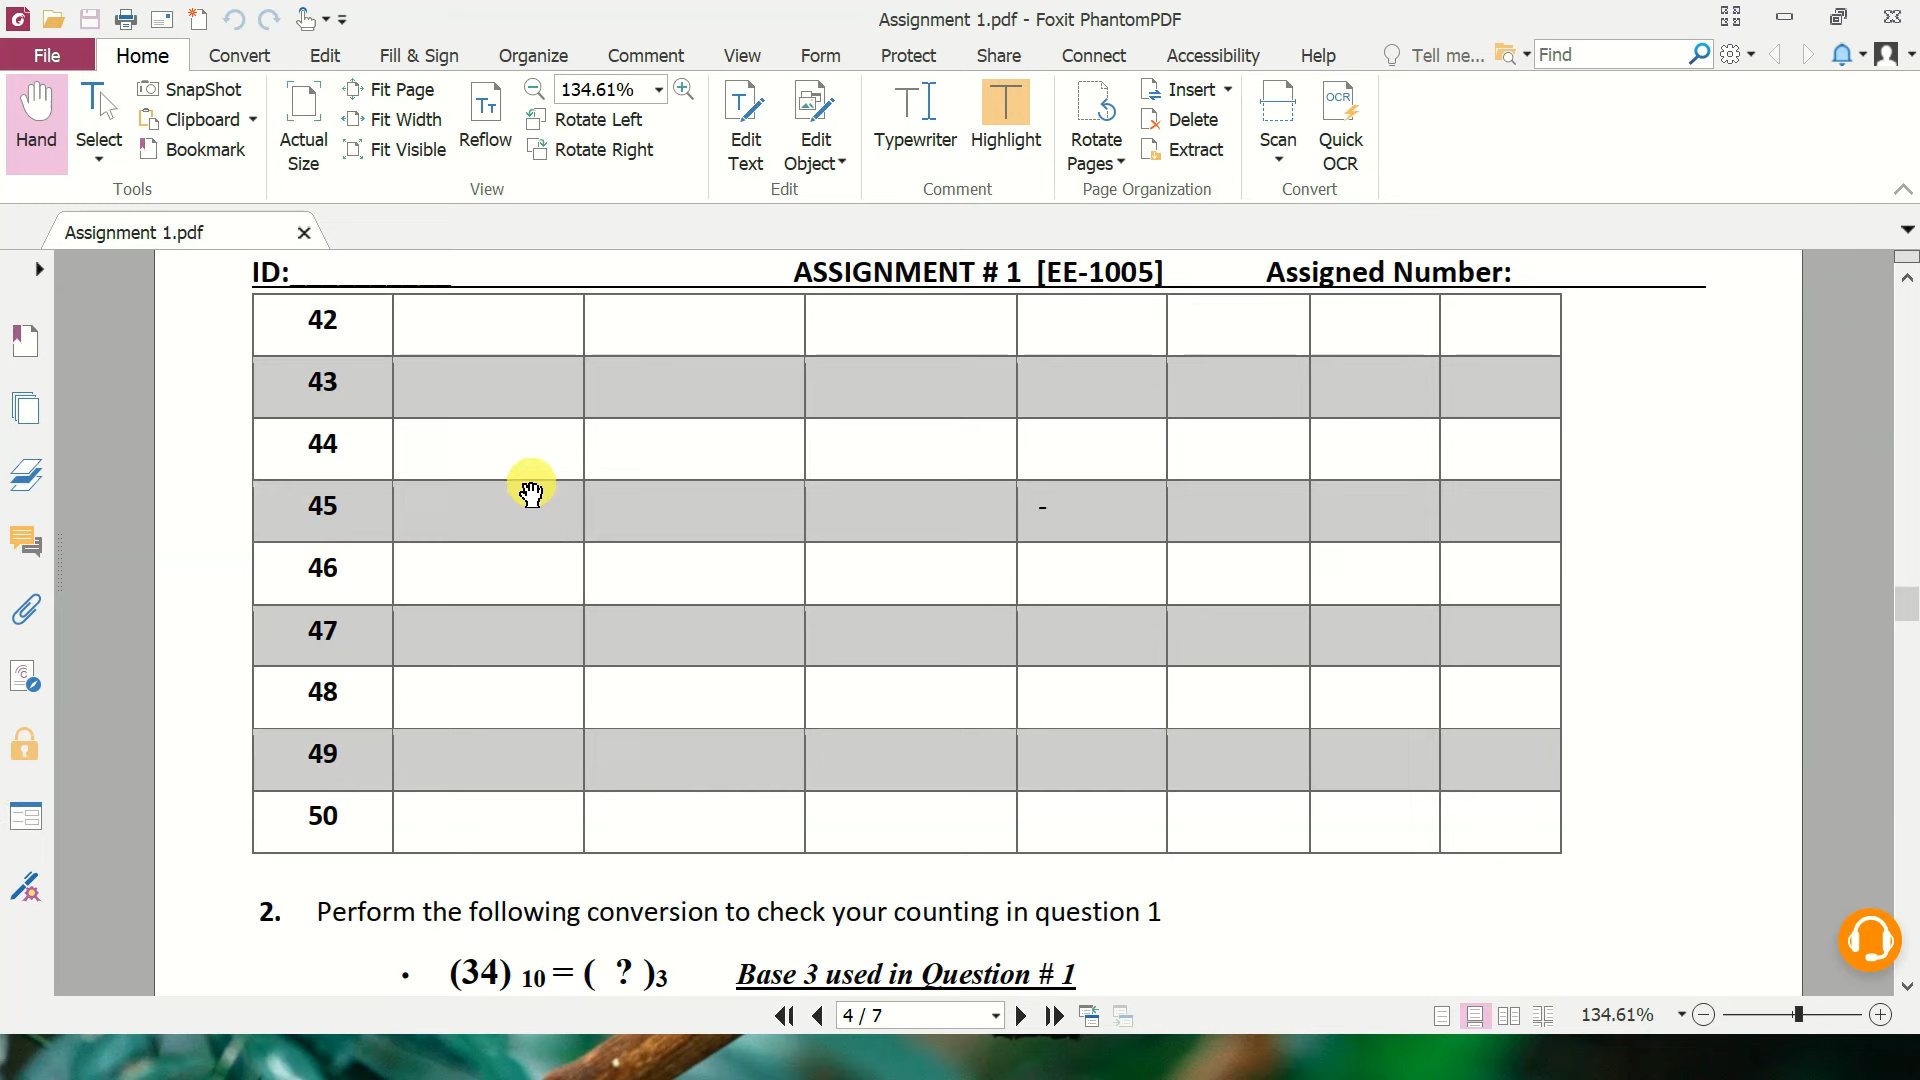 Assignment 1.pdf - Foxit PhantomPDF
File Home Convert Edit Fill & Sign Organize Comment View Form Protect Share Connect Accessibility Help Tell me... Find
Hand
Select
SnapShot
Clipboard
Bookmark
Tools
Actual Size
Fit Page
Fit Width
Fit Visible
Reflow
134.61%
Rotate Left
Rotate Right
View
Edit Text
Edit Object
Edit
Typewriter
Highlight
Comment
Rotate Pages
Insert
Delete
Extract
Page Organization
Scan
Quick OCR
OCR
Convert
Assignment 1.pdf
ID:___________ ASSIGNMENT # 1 [EE-1005] Assigned Number:
42
43
44
45 -
46
47
48
49
50
2. Perform the following conversion to check your counting in question 1
• (34) 10 = ( ? )3 Base 3 used in Question # 1
4 / 7
134.61%